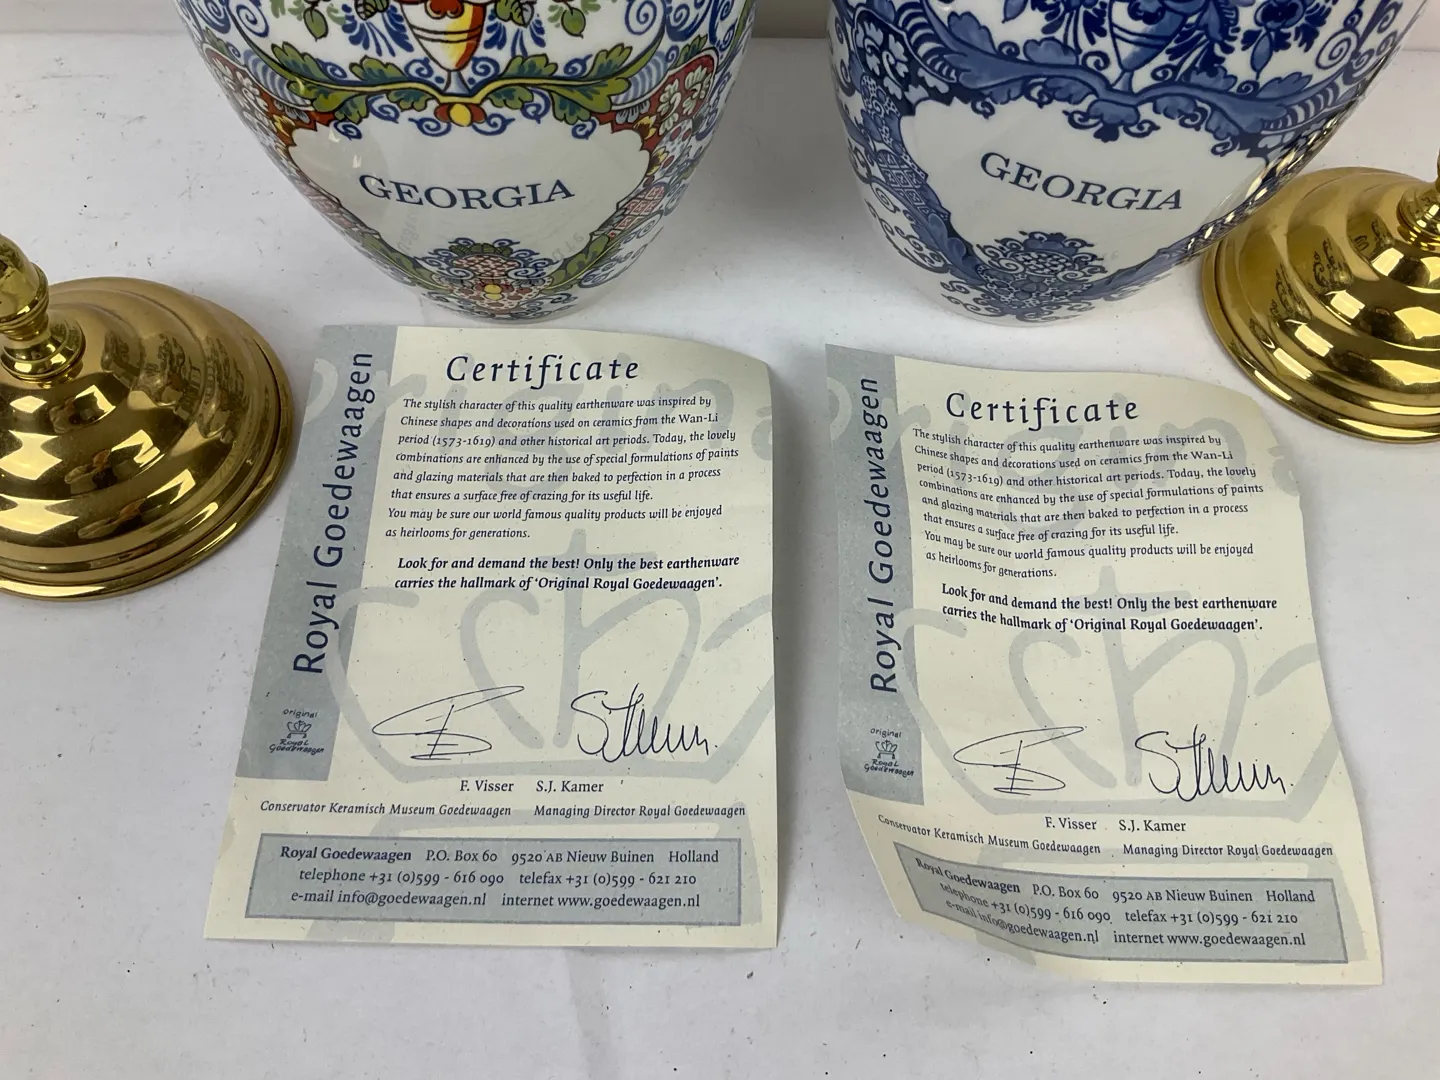 GEORGIA
GEORGIA
Royal Goedewaagen
Certificate
The stylish character of this quality earthenware was inspired by
Chinese shapes and decorations used on ceramics from the Wan-Li
period (1573-1619) and other historical art periods. Today, the lovely
combinations are enhanced by the use of special formulations of paints
and glazing materials that are then baked to perfection in a process
that ensures a surface free of crazing for its useful life.
You may be sure our world famous quality products will be enjoyed
as heirlooms for generations.
Look for and demand the best! Only the best earthenware
carries the hallmark of ‘Original Royal Goedewaagen’.
original
Royal
Goedewaagen
F. Visser S.J. Kamer
Conservator Keramisch Museum Goedewaagen Managing Director Royal Goedewaagen
Royal Goedewaagen P.O. Box 60 9520 AB Nieuw Buinen Holland
telephone +31 (0)599 - 616 090 telefax +31 (0)599 - 621 210
e-mail info@goedewaagen.nl internet www.goedewaagen.nl
Royal Goedewaagen
Certificate
The stylish character of this quality earthenware was inspired by
Chinese shapes and decorations used on ceramics from the Wan-Li
period (1573-1619) and other historical art periods. Today, the lovely
combinations are enhanced by the use of special formulations of paints
and glazing materials that are then baked to perfection in a process
that ensures a surface free of crazing for its useful life.
You may be sure our world famous quality products will be enjoyed
as heirlooms for generations.
Look for and demand the best! Only the best earthenware
carries the hallmark of ‘Original Royal Goedewaagen’.
original
Royal
Goedewaagen
F. Visser S.J. Kamer
Conservator Keramisch Museum Goedewaagen Managing Director Royal Goedewaagen
Royal Goedewaagen P.O. Box 60 9520 AB Nieuw Buinen Holland
telephone +31 (0)599 - 616 090 telefax +31 (0)599 - 621 210
e-mail info@goedewaagen.nl internet www.goedewaagen.nl